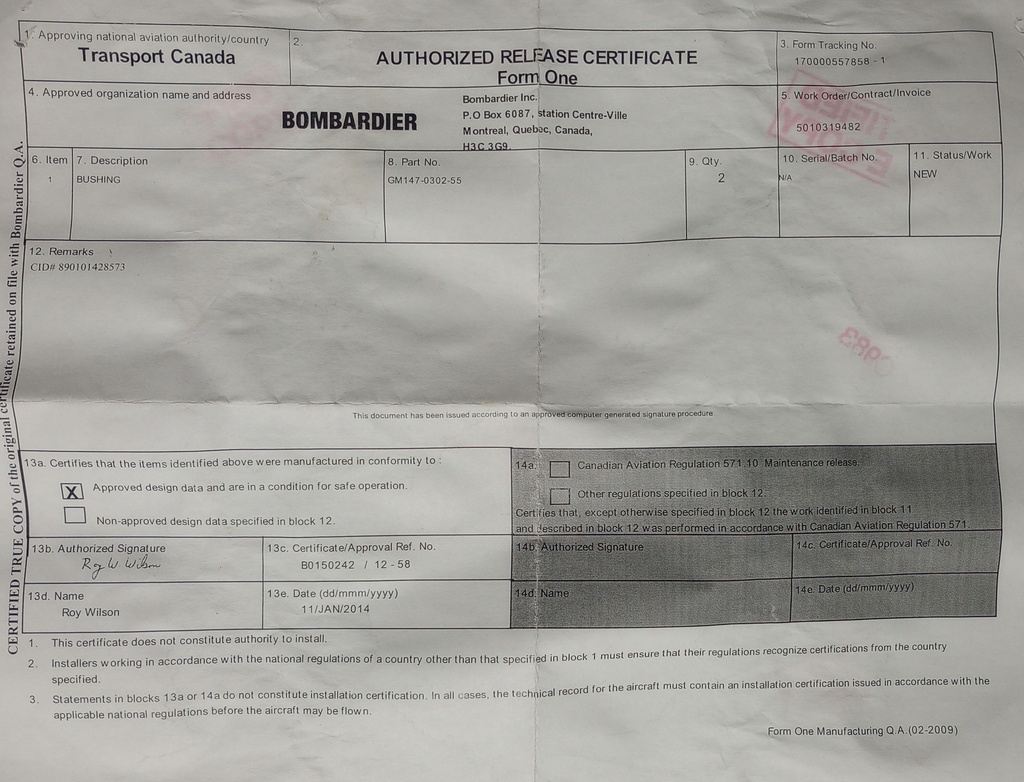 1. Approving national aviation authority/country
Transport Canada
2.
AUTHORIZED RELEASE CERTIFICATE
Form One
3. Form Tracking No.
170000557858 - 1
4. Approved organization name and address
BOMBARDIER
Bombardier Inc.
P.O Box 6087, station Centre-Ville
Montreal, Quebec, Canada,
H3C 3G9.
5. Work Order/Contract/Invoice
5010319482
6. Item
1
7. Description
BUSHING
8. Part No.
GM147-0302-55
9. Qty.
2
10. Serial/Batch No.
N/A
11. Status/Work
NEW
12. Remarks
CID# 890101428573
This document has been issued according to an approved computer generated signature procedure
13a. Certifies that the items identified above were manufactured in conformity to :
X Approved design data and are in a condition for safe operation.
Non-approved design data specified in block 12.
14a. Canadian Aviation Regulation 571.10 Maintenance release.
Other regulations specified in block 12.
Certifies that, except otherwise specified in block 12 the work identified in block 11
and described in block 12 was performed in accordance with Canadian Aviation Regulation 571.
13b. Authorized Signature
Roy W Wilson
13c. Certificate/Approval Ref. No.
B0150242 / 12 - 58
14b. Authorized Signature
14c. Certificate/Approval Ref. No.
13d. Name
Roy Wilson
13e. Date (dd/mmm/yyyy)
11/JAN/2014
14d. Name
14e. Date (dd/mmm/yyyy)
1. This certificate does not constitute authority to install.
2. Installers working in accordance with the national regulations of a country other than that specified in block 1 must ensure that their regulations recognize certifications from the country
specified.
3. Statements in blocks 13a or 14a do not constitute installation certification. In all cases, the technical record for the aircraft must contain an installation certification issued in accordance with the
applicable national regulations before the aircraft may be flown.
Form One Manufacturing Q.A.(02-2009)
CERTIFIED TRUE COPY of the original certificate retained on file with Bombardier Q.A.